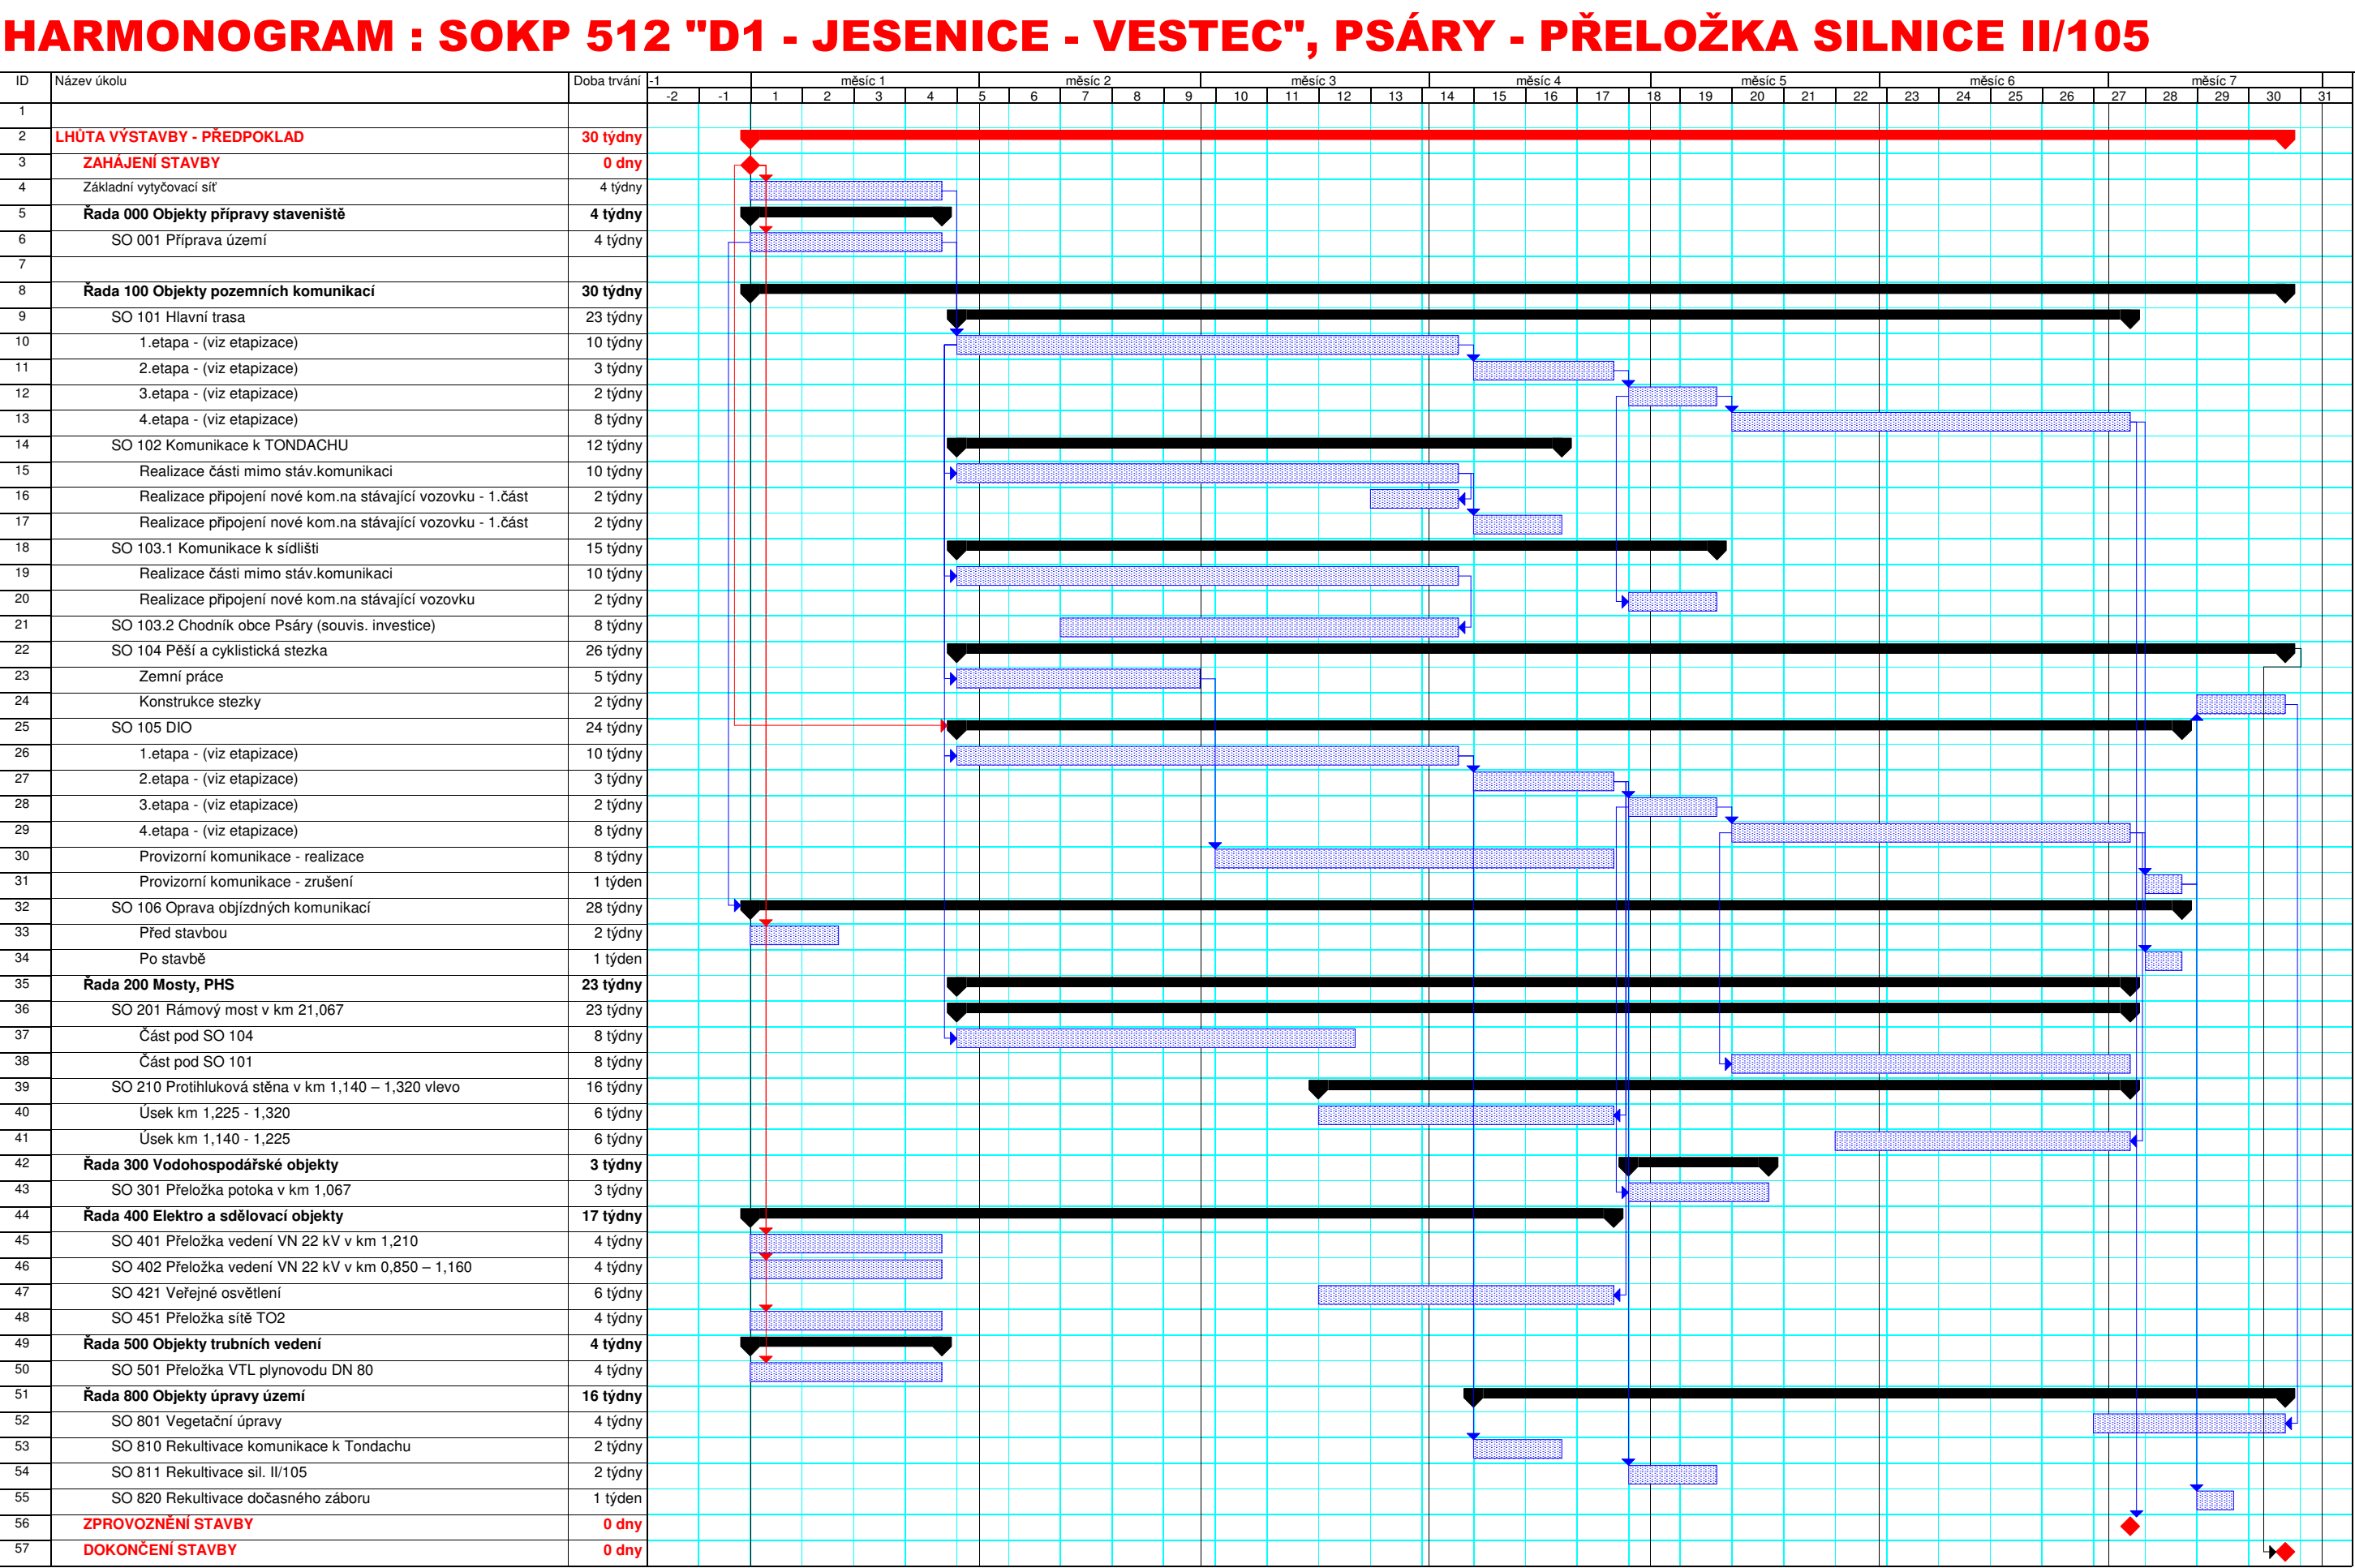 HARMONOGRAM : SOKP 512 "D1 - JESENICE - VESTEC", PSÁRY - PŘELOŽKA SILNICE II/105
ID Název úkolu Doba trvání -1 měsíc 1 měsíc 2 měsíc 3 měsíc 4 měsíc 5 měsíc 6 měsíc 7
-2 -1 1 2 3 4 5 6 7 8 9 10 11 12 13 14 15 16 17 18 19 20 21 22 23 24 25 26 27 28 29 30 31
1
2 LHŮTA VÝSTAVBY - PŘEDPOKLAD 30 týdny
3 ZAHÁJENÍ STAVBY 0 dny
4 Základní vytyčovací síť 4 týdny
5 Řada 000 Objekty přípravy staveniště 4 týdny
6 SO 001 Příprava území 4 týdny
7
8 Řada 100 Objekty pozemních komunikací 30 týdny
9 SO 101 Hlavní trasa 23 týdny
10 1.etapa - (viz etapizace) 10 týdny
11 2.etapa - (viz etapizace) 3 týdny
12 3.etapa - (viz etapizace) 2 týdny
13 4.etapa - (viz etapizace) 8 týdny
14 SO 102 Komunikace k TONDACHU 12 týdny
15 Realizace části mimo stáv.komunikaci 10 týdny
16 Realizace připojení nové kom.na stávající vozovku - 1.část 2 týdny
17 Realizace připojení nové kom.na stávající vozovku - 1.část 2 týdny
18 SO 103.1 Komunikace k sídlišti 15 týdny
19 Realizace části mimo stáv.komunikaci 10 týdny
20 Realizace připojení nové kom.na stávající vozovku 2 týdny
21 SO 103.2 Chodník obce Psáry (souvis. investice) 8 týdny
22 SO 104 Pěší a cyklistická stezka 26 týdny
23 Zemní práce 5 týdny
24 Konstrukce stezky 2 týdny
25 SO 105 DIO 24 týdny
26 1.etapa - (viz etapizace) 10 týdny
27 2.etapa - (viz etapizace) 3 týdny
28 3.etapa - (viz etapizace) 2 týdny
29 4.etapa - (viz etapizace) 8 týdny
30 Provizorní komunikace - realizace 8 týdny
31 Provizorní komunikace - zrušení 1 týden
32 SO 106 Oprava objízdných komunikací 28 týdny
33 Před stavbou 2 týdny
34 Po stavbě 1 týden
35 Řada 200 Mosty, PHS 23 týdny
36 SO 201 Rámový most v km 21,067 23 týdny
37 Část pod SO 104 8 týdny
38 Část pod SO 101 8 týdny
39 SO 210 Protihluková stěna v km 1,140 – 1,320 vlevo 16 týdny
40 Úsek km 1,225 - 1,320 6 týdny
41 Úsek km 1,140 - 1,225 6 týdny
42 Řada 300 Vodohospodářské objekty 3 týdny
43 SO 301 Přeložka potoka v km 1,067 3 týdny
44 Řada 400 Elektro a sdělovací objekty 17 týdny
45 SO 401 Přeložka vedení VN 22 kV v km 1,210 4 týdny
46 SO 402 Přeložka vedení VN 22 kV v km 0,850 – 1,160 4 týdny
47 SO 421 Veřejné osvětlení 6 týdny
48 SO 451 Přeložka sítě TO2 4 týdny
49 Řada 500 Objekty trubních vedení 4 týdny
50 SO 501 Přeložka VTL plynovodu DN 80 4 týdny
51 Řada 800 Objekty úpravy území 16 týdny
52 SO 801 Vegetační úpravy 4 týdny
53 SO 810 Rekultivace komunikace k Tondachu 2 týdny
54 SO 811 Rekultivace sil. II/105 2 týdny
55 SO 820 Rekultivace dočasného záboru 1 týden
56 ZPROVOZNĚNÍ STAVBY 0 dny
57 DOKONČENÍ STAVBY 0 dny